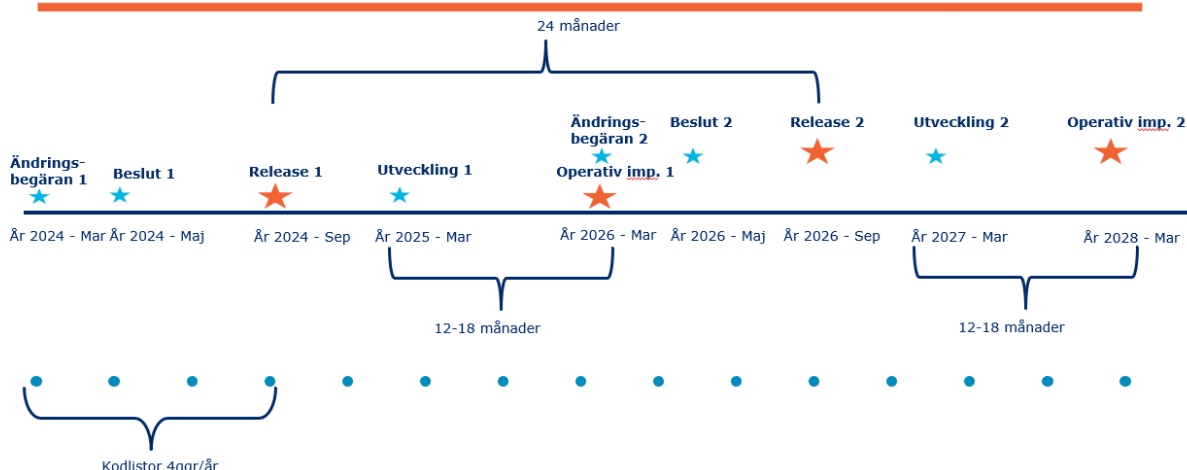 24 månader
Ändrings-
begäran 2
Beslut 2
Release 2
Utveckling 2
Operativ imp. 2
Ändrings-
begäran 1
Beslut 1
Release 1
Utveckling 1
Operativ imp. 1
År 2024 - Mar
År 2024 - Maj
År 2024 - Sep
År 2025 - Mar
År 2026 - Mar
År 2026 - Maj
År 2026 - Sep
År 2027 - Mar
År 2028 - Mar
12-18 månader
12-18 månader
Kodlistor 4ggr/år